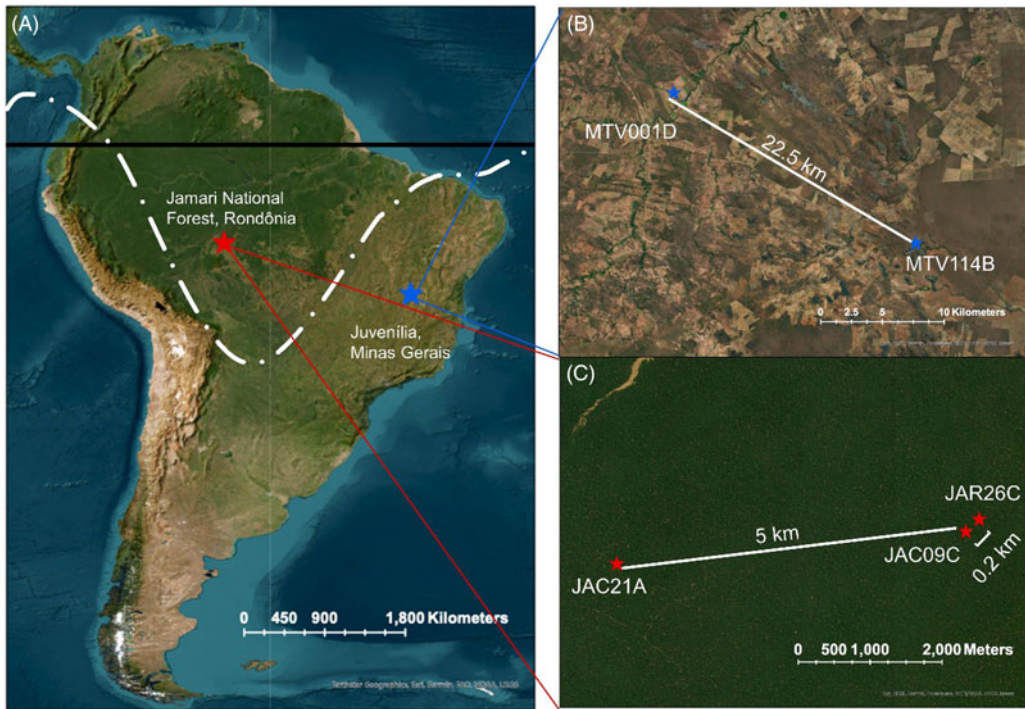 (A)
Jamari National
Forest, Rondônia
Juvenília,
Minas Gerais
0 450 900 1,800 Kilometers
(B)
MTV001D
22.5 km
MTV114B
0 2.5 5 10 Kilometers
(C)
JAR26C
5 km
JAC09C
0.2 km
JAC21A
0 500 1,000 2,000 Meters